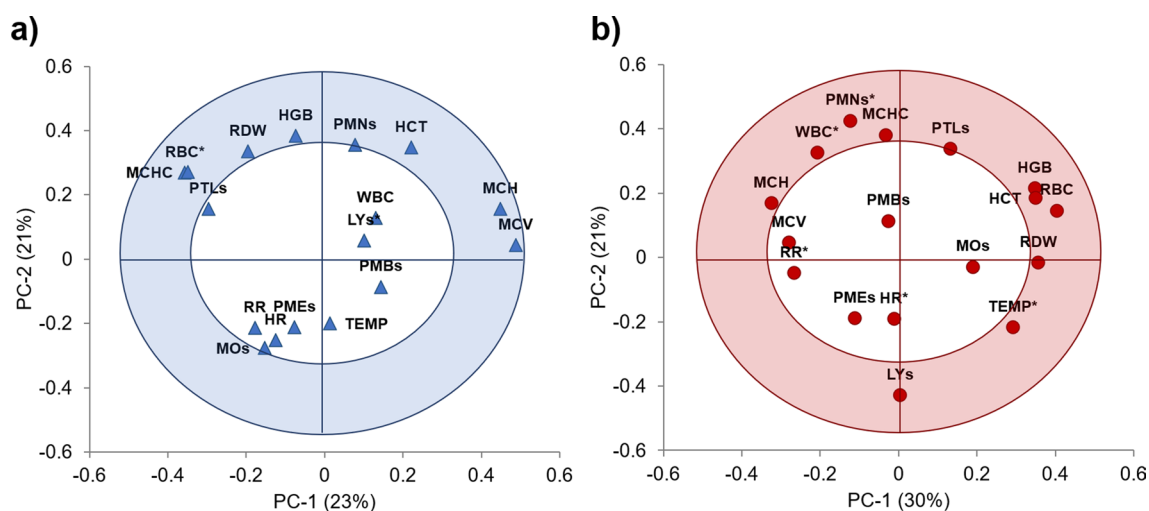 a)
0.6
0.4
0.2
0
-0.2
-0.4
-0.6
PC-2 (21%)
HGB
PMNs
HCT
RDW
RBC*
MCHC
PTLs
WBC
MCH
LYs*
MCV
PMBs
RR PMEs
HR
TEMP
MOs
-0.6 -0.4 -0.2 0 0.2 0.4 0.6
PC-1 (23%)
b)
0.6
0.4
0.2
0
-0.2
-0.4
-0.6
PC-2 (21%)
PMNs*
MCHC
WBC*
PTLs
HGB
MCH
RBC
HCT
PMBs
MCV
MOs
RDW
RR*
PMEs HR*
TEMP*
LYs
-0.6 -0.4 -0.2 0 0.2 0.4 0.6
PC-1 (30%)